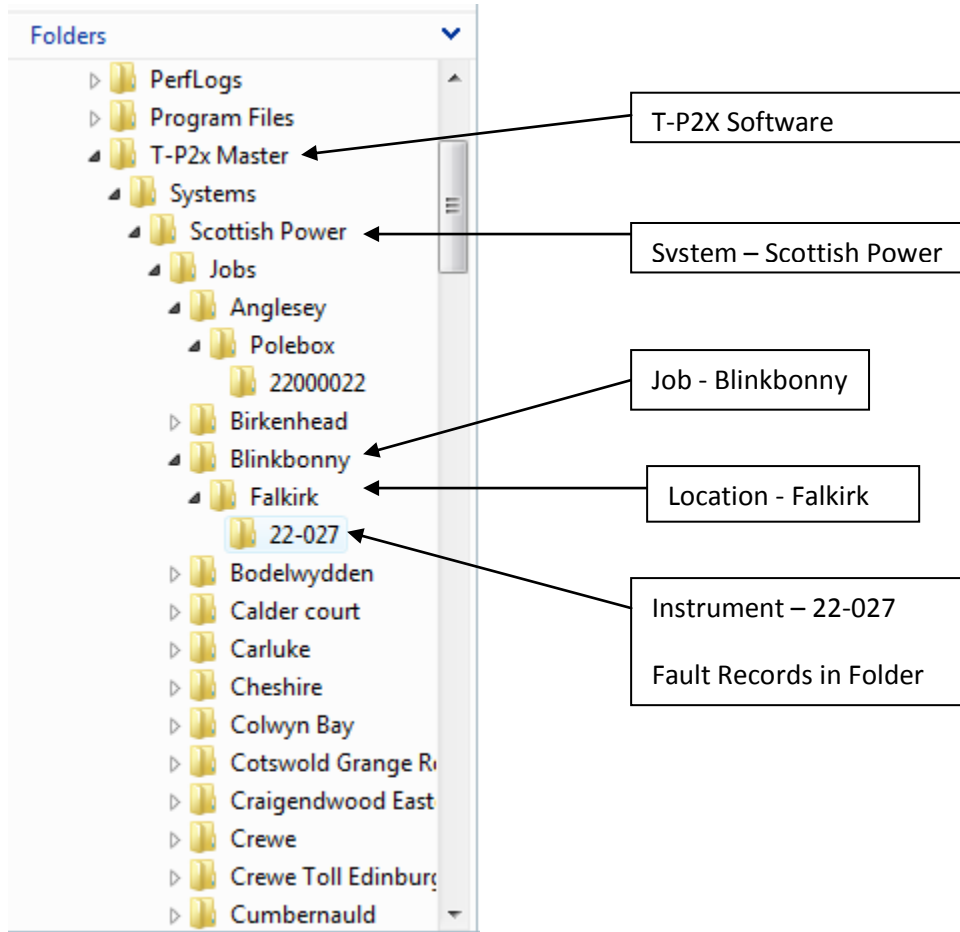 Folders
PerfLogs
Program Files
T-P2x Master
Systems
Scottish Power
Jobs
Anglesey
Polebox
22000022
Birkenhead
Blinkbonny
Falkirk
22-027
Bodelwydden
Calder court
Carluke
Cheshire
Colwyn Bay
Cotswold Grange R
Craigendwood East
Crewe
Crewe Toll Edinburg
Cumbernauld
T-P2X Software
System – Scottish Power
Job - Blinkbonny
Location - Falkirk
Instrument – 22-027
Fault Records in Folder